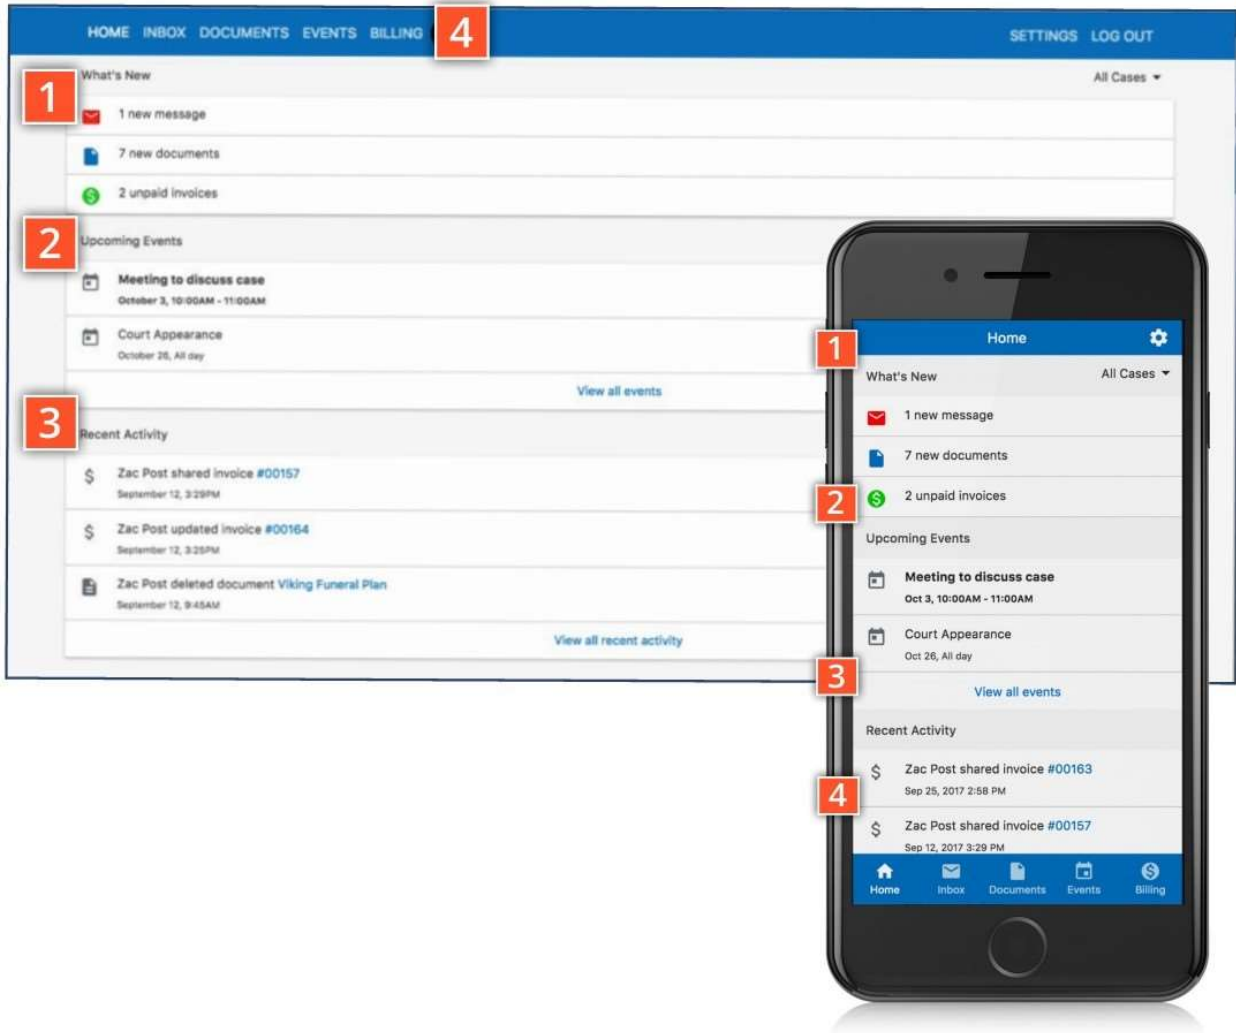 HOME INBOX DOCUMENTS EVENTS BILLING 4 SETTINGS LOG OUT
1 What's New All Cases
1 new message
7 new documents
2 unpaid invoices
2 Upcoming Events
Meeting to discuss case
October 3, 10:00AM - 11:00AM
Court Appearance
October 26, All day
View all events
3 Recent Activity
Zac Post shared invoice #00157
September 12, 3:29PM
Zac Post updated invoice #00164
September 12, 3:25PM
Zac Post deleted document Viking Funeral Plan
September 12, 9:45AM
View all recent activity
1 Home
What's New All Cases
1 new message
7 new documents
2 2 unpaid invoices
Upcoming Events
Meeting to discuss case
Oct 3, 10:00AM - 11:00AM
Court Appearance
Oct 26, All day
3 View all events
Recent Activity
Zac Post shared invoice #00163
4 Sep 25, 2017 2:58 PM
Zac Post shared invoice #00157
Sep 12, 2017 3:29 PM
Home Inbox Documents Events Billing